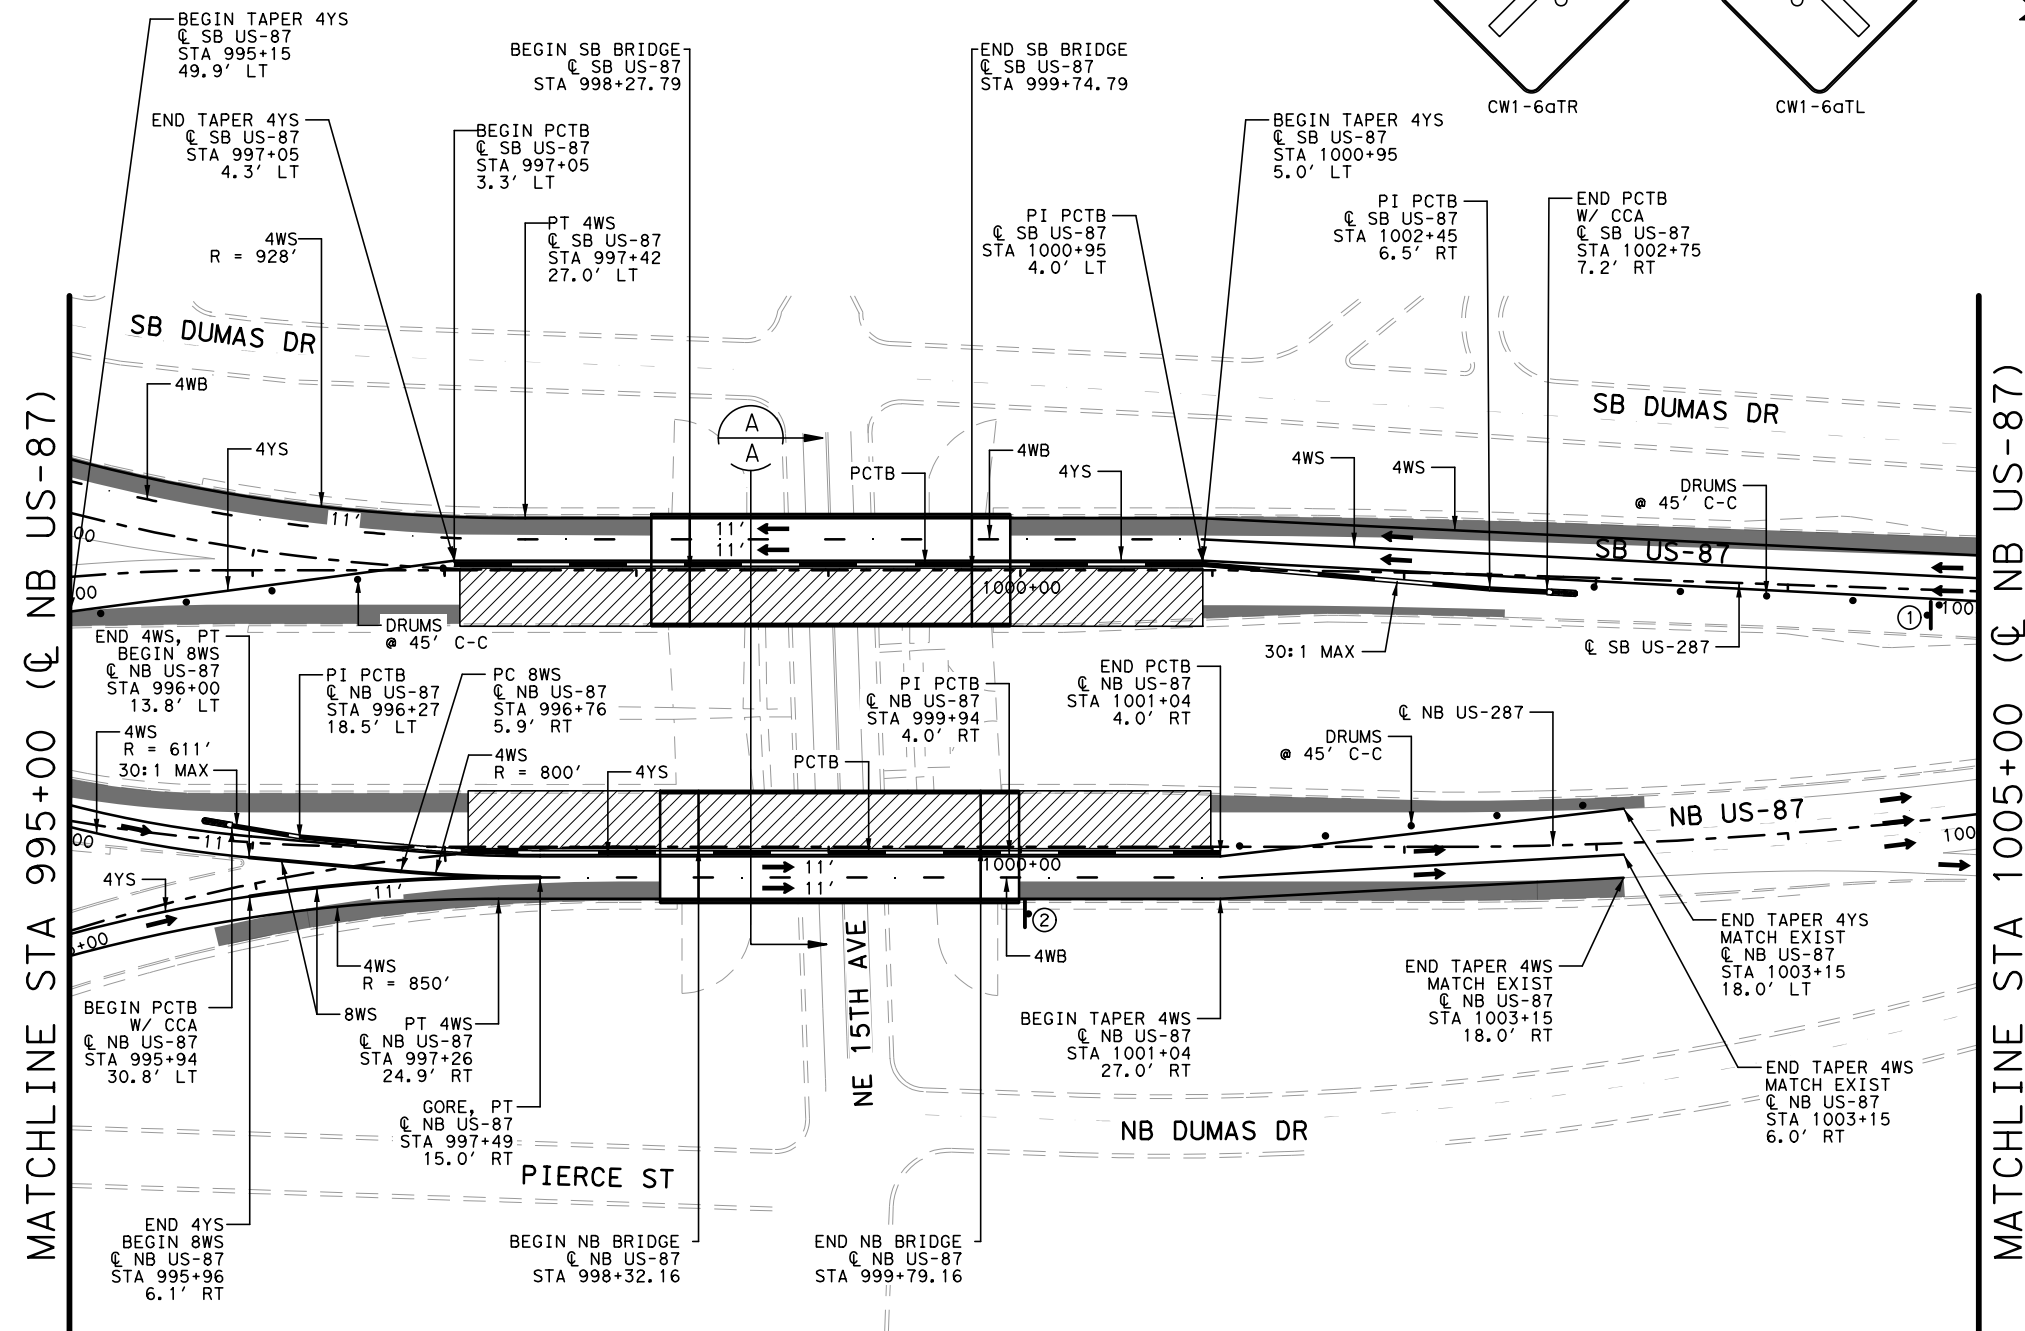 BEGIN TAPER 4YS
℄ SB US-87
STA 995+15
49.9' LT
BEGIN SB BRIDGE
℄ SB US-87
STA 998+27.79
END SB BRIDGE
℄ SB US-87
STA 999+74.79
CW1-6aTR
CW1-6aTL
END TAPER 4YS
℄ SB US-87
STA 997+05
4.3' LT
BEGIN PCTB
℄ SB US-87
STA 997+05
3.3' LT
BEGIN TAPER 4YS
℄ SB US-87
STA 1000+95
5.0' LT
4WS
R = 928'
PT 4WS
℄ SB US-87
STA 997+42
27.0' LT
PI PCTB
℄ SB US-87
STA 1000+95
4.0' LT
PI PCTB
℄ SB US-87
STA 1002+45
6.5' RT
END PCTB
W/ CCA
℄ SB US-87
STA 1002+75
7.2' RT
SB DUMAS DR
SB DUMAS DR
4WB
4YS
A
A
PCTB
4WB
4YS
4WS
4WS
DRUMS
@ 45' C-C
11'
11'
11'
SB US-87
00
00
1000+00
100
1
DRUMS
@ 45' C-C
30:1 MAX
℄ SB US-287
END 4WS, PT
BEGIN 8WS
℄ NB US-87
STA 996+00
13.8' LT
PI PCTB
℄ NB US-87
STA 996+27
18.5' LT
PC 8WS
℄ NB US-87
STA 996+76
5.9' RT
PI PCTB
℄ NB US-87
STA 999+94
4.0' RT
END PCTB
℄ NB US-87
STA 1001+04
4.0' RT
℄ NB US-287
DRUMS
@ 45' C-C
4WS
R = 611'
30:1 MAX
4WS
R = 800'
4YS
PCTB
NB US-87
00
11'
11'
11'
11'
1000+00
100
4YS
+00
2
4WB
4WS
R = 850'
8WS
BEGIN PCTB
W/ CCA
℄ NB US-87
STA 995+94
30.8' LT
PT 4WS
℄ NB US-87
STA 997+26
24.9' RT
GORE, PT
℄ NB US-87
STA 997+49
15.0' RT
NE 15TH AVE
BEGIN TAPER 4WS
℄ NB US-87
STA 1001+04
27.0' RT
END TAPER 4WS
MATCH EXIST
℄ NB US-87
STA 1003+15
18.0' RT
END TAPER 4YS
MATCH EXIST
℄ NB US-87
STA 1003+15
18.0' LT
END TAPER 4WS
MATCH EXIST
℄ NB US-87
STA 1003+15
6.0' RT
NB DUMAS DR
PIERCE ST
END 4YS
BEGIN 8WS
℄ NB US-87
STA 995+96
6.1' RT
BEGIN NB BRIDGE
℄ NB US-87
STA 998+32.16
END NB BRIDGE
℄ NB US-87
STA 999+79.16
MATCHLINE STA 995+00 (℄ NB US-87)
MATCHLINE STA 1005+00 (℄ NB US-87)